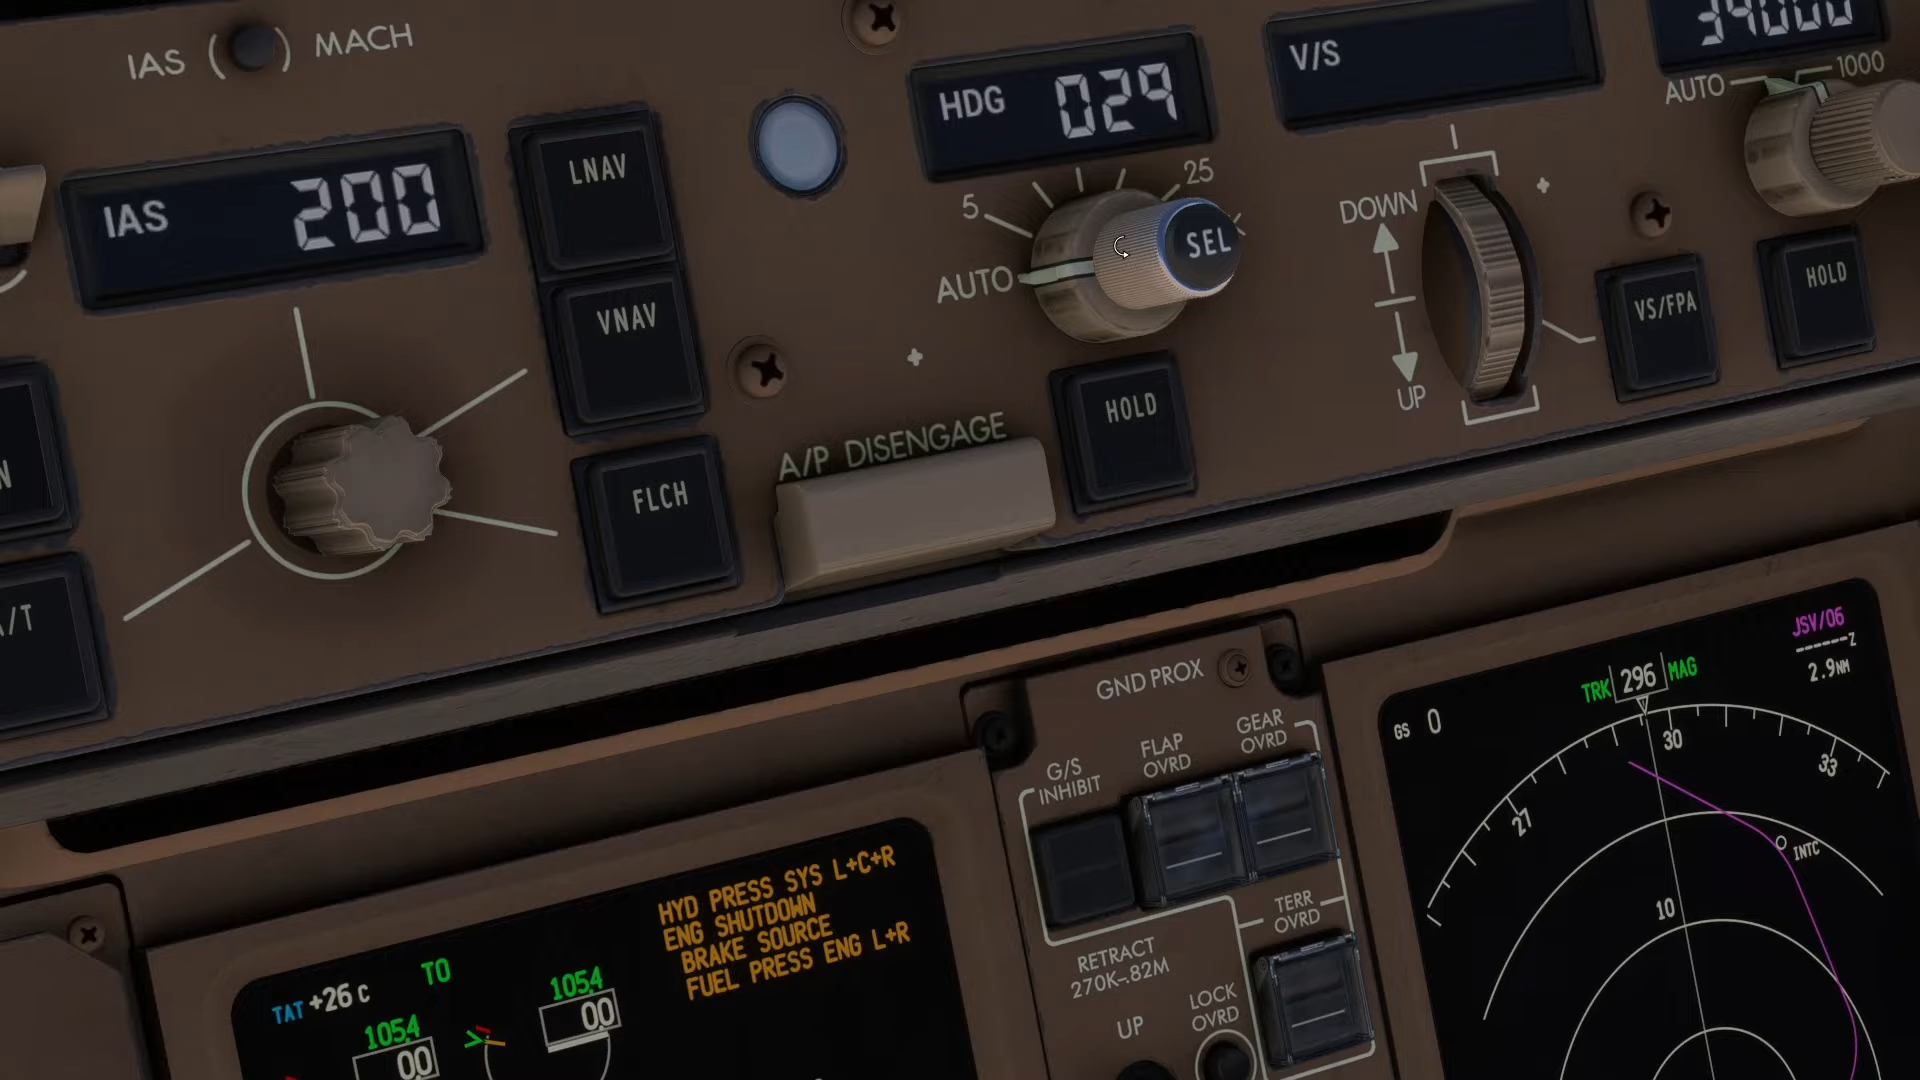 IAS MACH
IAS 200
LNAV
VNAV
FLCH
N
/T
HDG 029
5
25
AUTO
SEL
HOLD
A/P DISENGAGE
V/S
DOWN
UP
VS/FPA
AUTO
1000
HOLD
GND PROX
G/S
INHIBIT
FLAP
OVRD
GEAR
OVRD
TERR
OVRD
RETRACT
270K-.82M
UP
LOCK
OVRD
TAT +26 C
TO
1054
00
1054
00
HYD PRESS SYS L+C+R
ENG SHUTDOWN
BRAKE SOURCE
FUEL PRESS ENG L+R
GS 0
TRK 296 MAG
JSV/06
-----Z
2.9NM
27
30
33
10
INTC